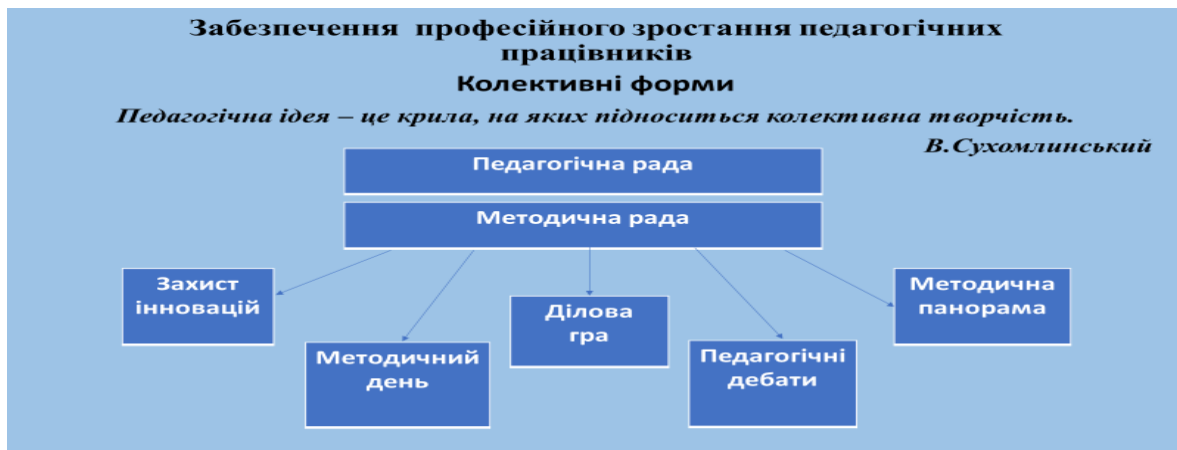 Забезпечення професійного зростання педагогічних
працівників
Колективні форми
Педагогічна ідея – це крила, на яких підноситься колективна творчість.
В.Сухомлинський
Педагогічна рада
Методична рада
Захист
інновацій
Методичний
день
Ділова
гра
Педагогічні
дебати
Методична
панорама